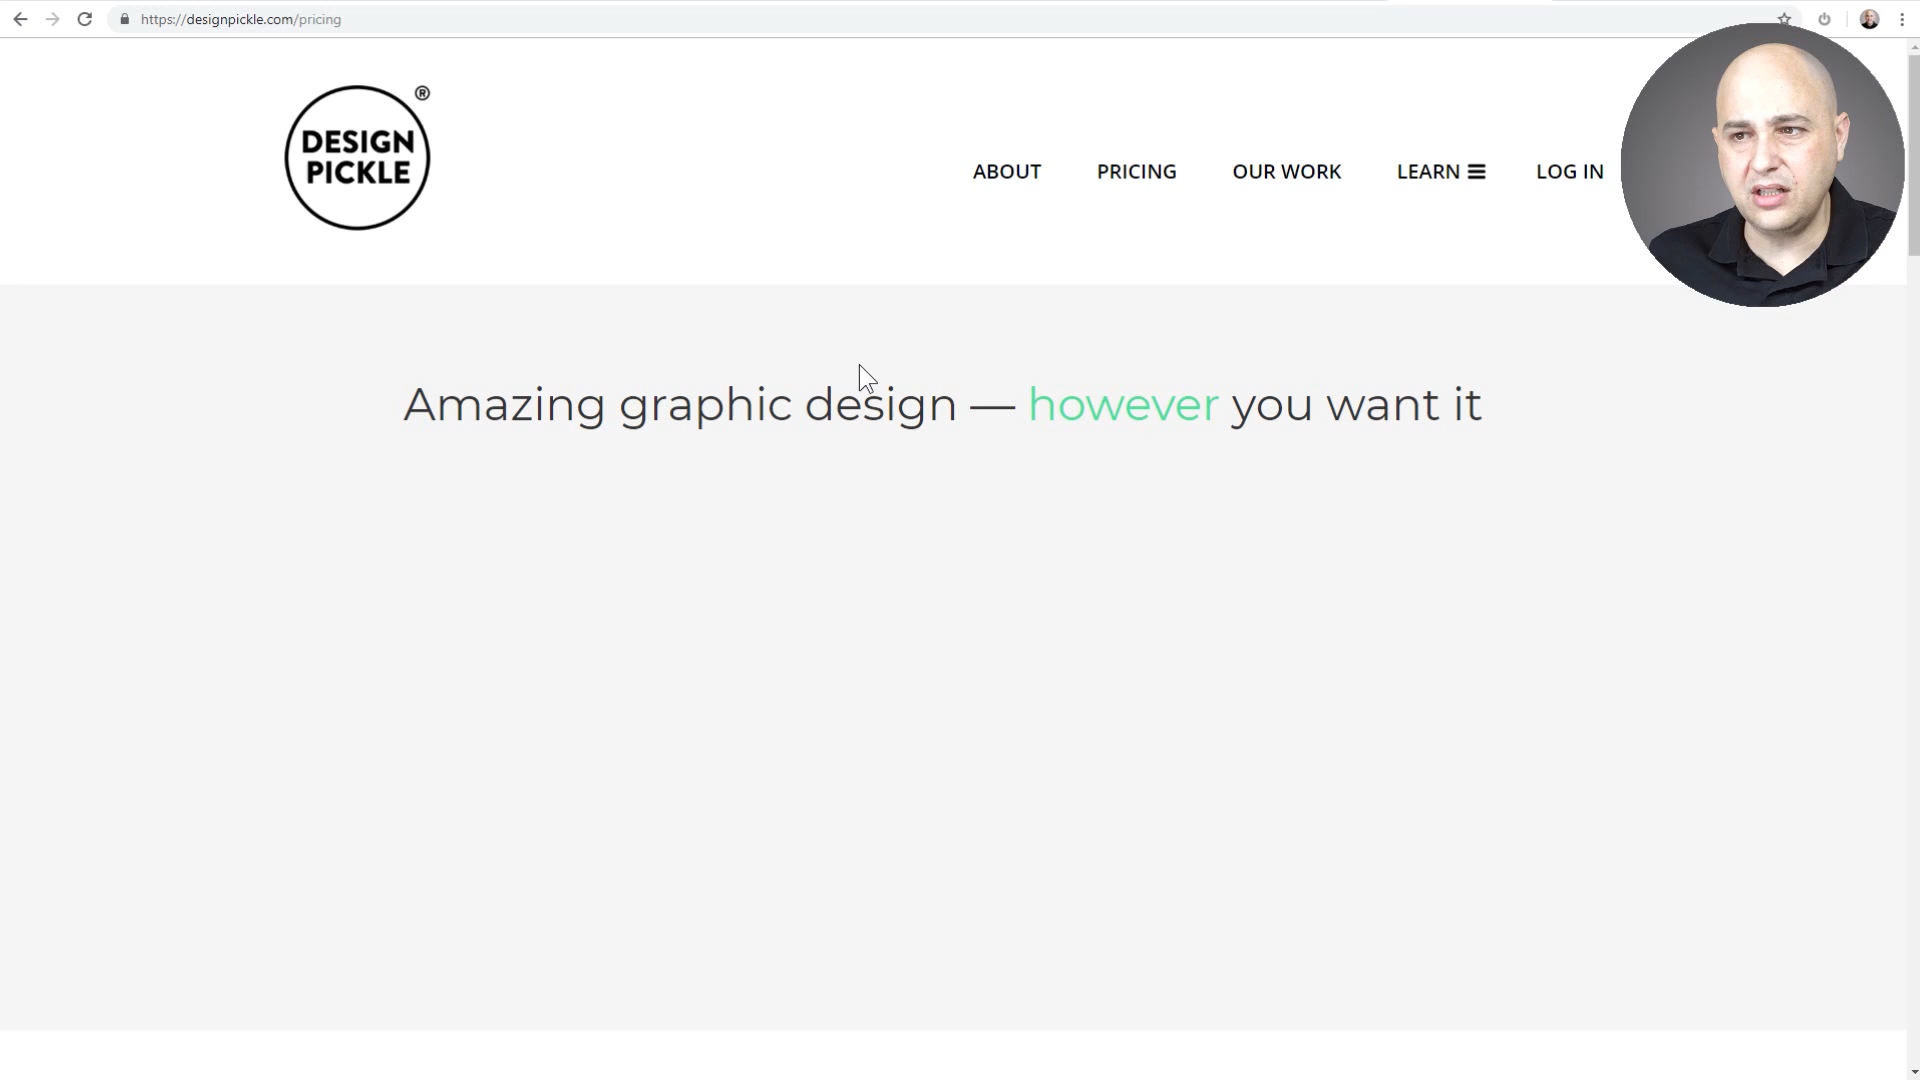 https://designpickle.com/pricing
DESIGN
PICKLE
®
ABOUT
PRICING
OUR WORK
LEARN
LOG IN
Amazing graphic design — however you want it